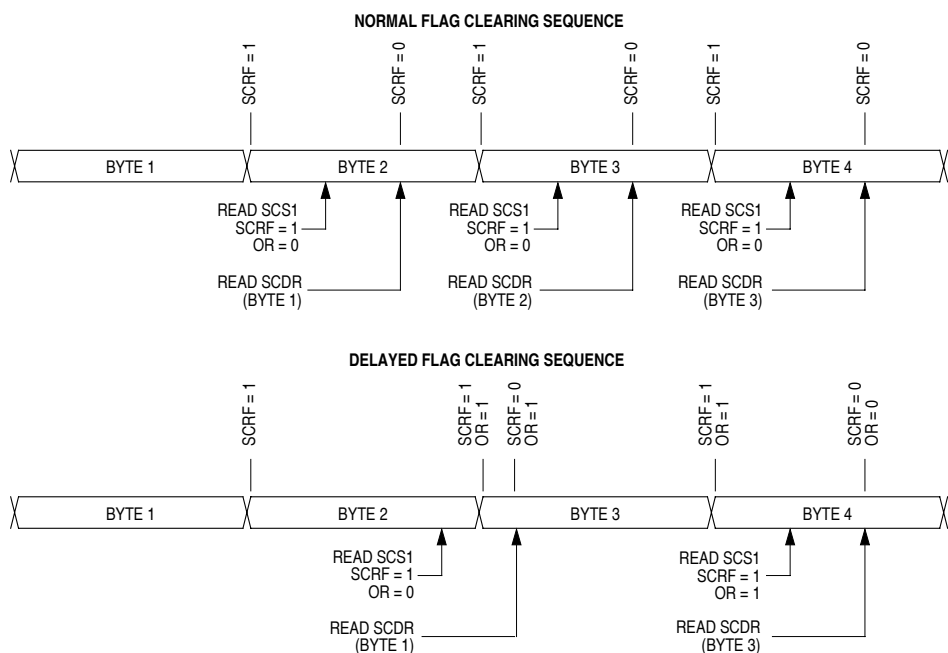 NORMAL FLAG CLEARING SEQUENCE
SCRF = 1
SCRF = 0
SCRF = 1
SCRF = 0
SCRF = 1
SCRF = 0
BYTE 1
BYTE 2
BYTE 3
BYTE 4
READ SCS1
SCRF = 1
OR = 0
READ SCS1
SCRF = 1
OR = 0
READ SCS1
SCRF = 1
OR = 0
READ SCDR
(BYTE 1)
READ SCDR
(BYTE 2)
READ SCDR
(BYTE 3)
DELAYED FLAG CLEARING SEQUENCE
SCRF = 1
SCRF = 1
OR = 1
SCRF = 0
OR = 1
SCRF = 1
OR = 1
SCRF = 0
OR = 0
BYTE 1
BYTE 2
BYTE 3
BYTE 4
READ SCS1
SCRF = 1
OR = 0
READ SCS1
SCRF = 1
OR = 1
READ SCDR
(BYTE 1)
READ SCDR
(BYTE 3)